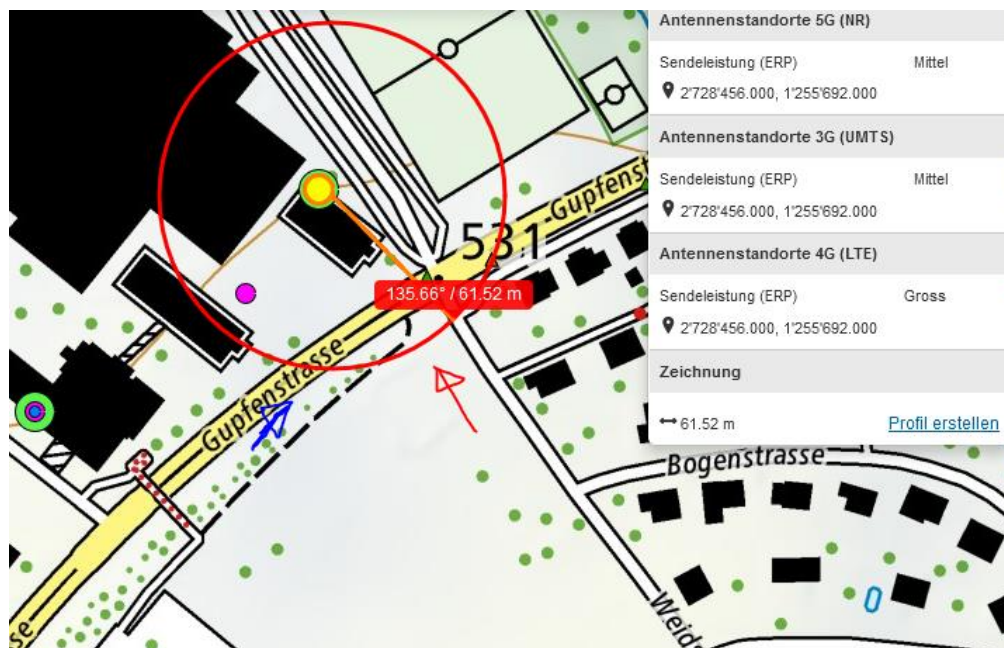 Antennenstandorte 5G (NR)
Sendeleistung (ERP) Mittel
2'728'456.000, 1'255'692.000
Antennenstandorte 3G (UMTS)
Sendeleistung (ERP) Mittel
2'728'456.000, 1'255'692.000
Antennenstandorte 4G (LTE)
Sendeleistung (ERP) Gross
2'728'456.000, 1'255'692.000
Zeichnung
61.52 m Profil erstellen
Gupfenst
531
135.66° / 61.52 m
Gupfenstrasse
Bogenstrasse
Weide
sse